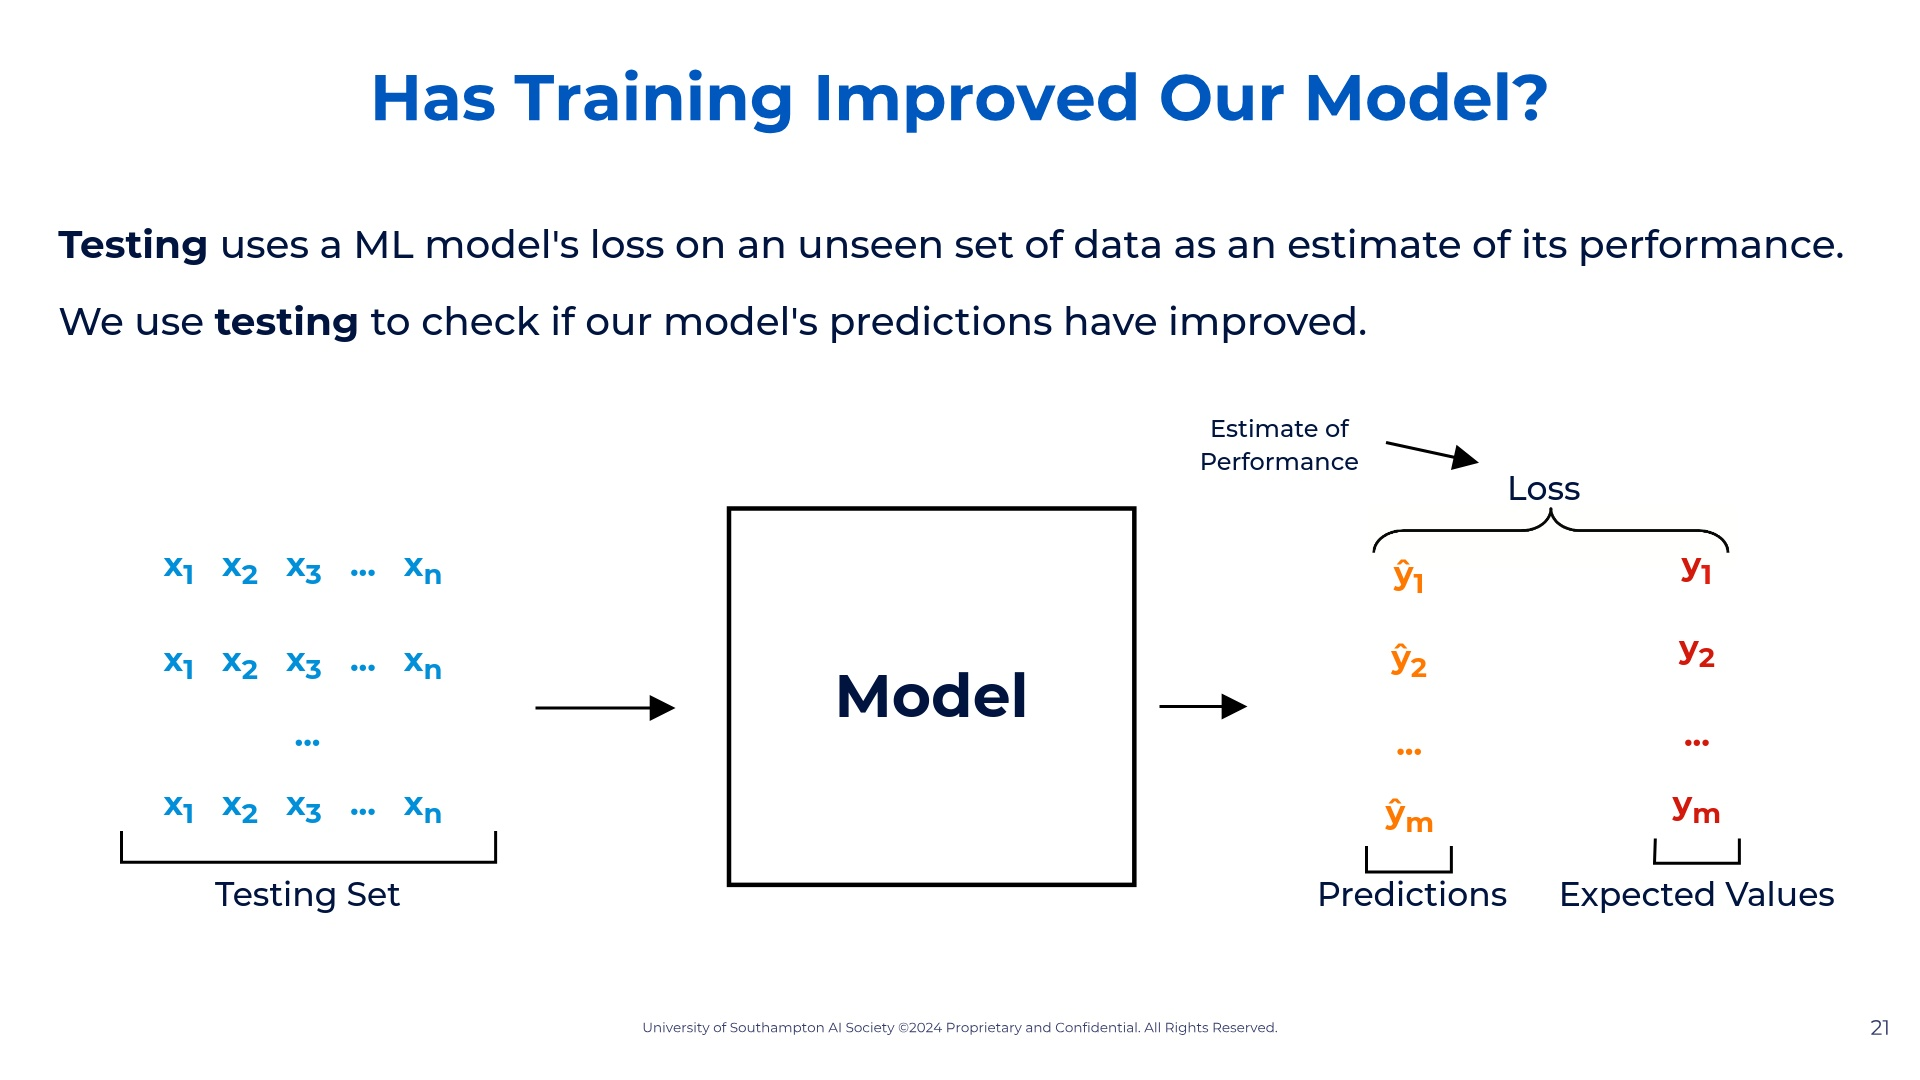 Has Training Improved Our Model?
Testing uses a ML model's loss on an unseen set of data as an estimate of its performance.
We use testing to check if our model's predictions have improved.
Estimate of
Performance
Loss
x₁ x₂ x₃ ... xₙ
x₁ x₂ x₃ ... xₙ
...
x₁ x₂ x₃ ... xₙ
Testing Set
Model
ŷ₁ y₁
ŷ₂ y₂
... ...
ŷₘ yₘ
Predictions
Expected Values
University of Southampton AI Society ©2024 Proprietary and Confidential. All Rights Reserved.
21